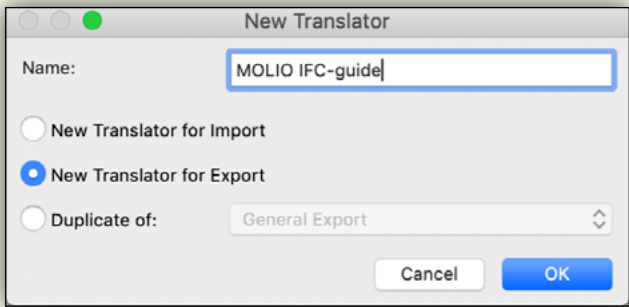 New Translator
Name: MOLIO IFC-guide
New Translator for Import
New Translator for Export
Duplicate of: General Export
Cancel OK